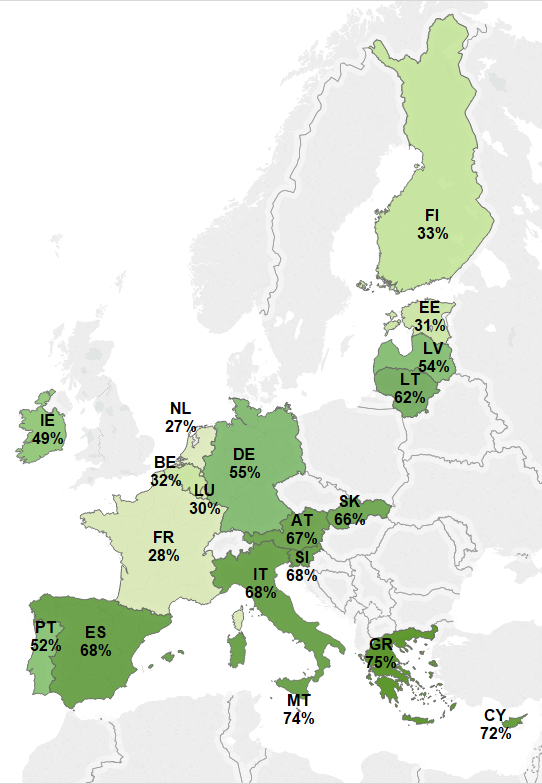 FI
33%
EE
31%
LV
54%
LT
62%
IE
49%
NL
27%
DE
55%
BE
32%
LU
30%
SK
66%
AT
67%
FR
28%
SI
68%
IT
68%
PT
52%
ES
68%
GR
75%
MT
74%
CY
72%